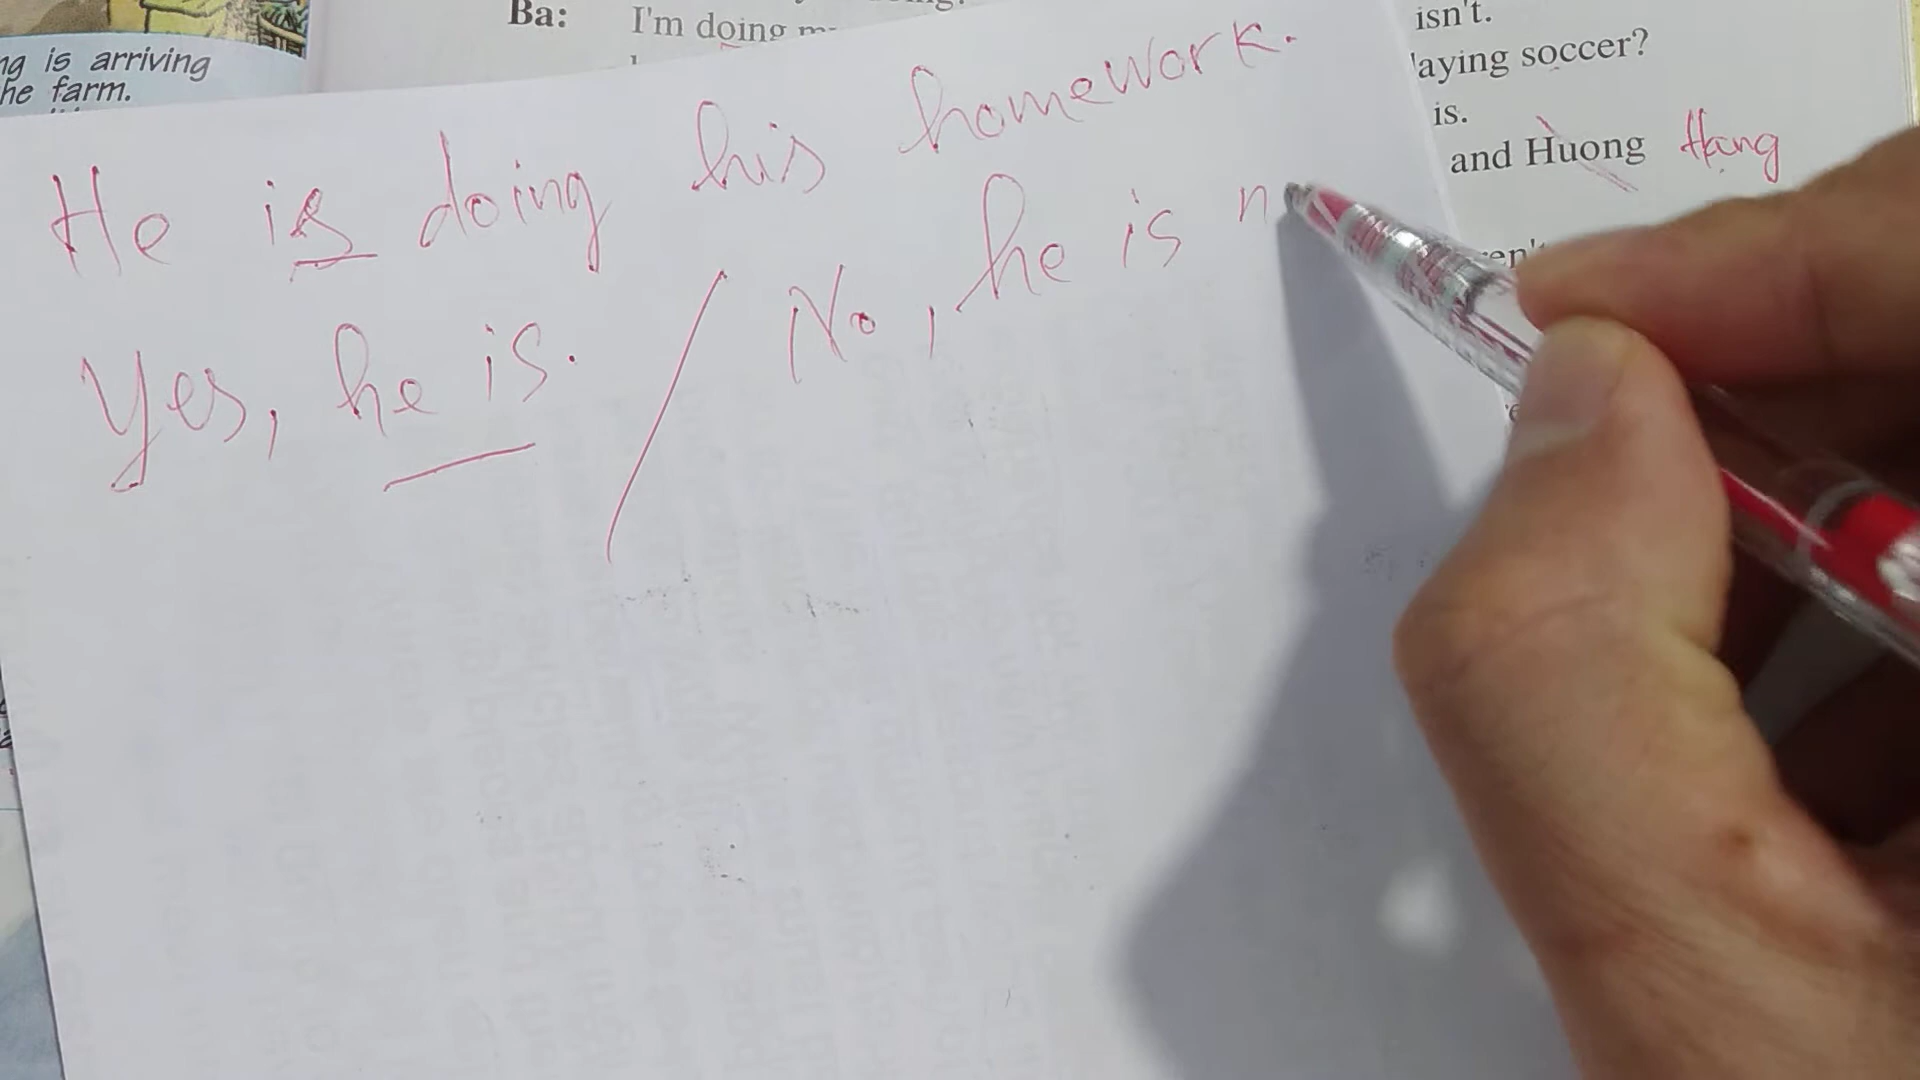 ng is arriving
he farm.
Ba: I'm doing
isn't.
laying soccer?
is.
and Huong Hang
ren't
He is doing his homework.
Yes, he is. / No, he is n